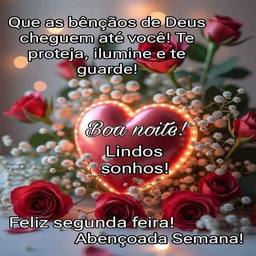 Que as bênçãos de Deus
cheguem até você! Te
proteja, ilumine e te
guarde!
Boa noite!
Lindos
sonhos!
Feliz segunda feira!
Abençoada Semana!